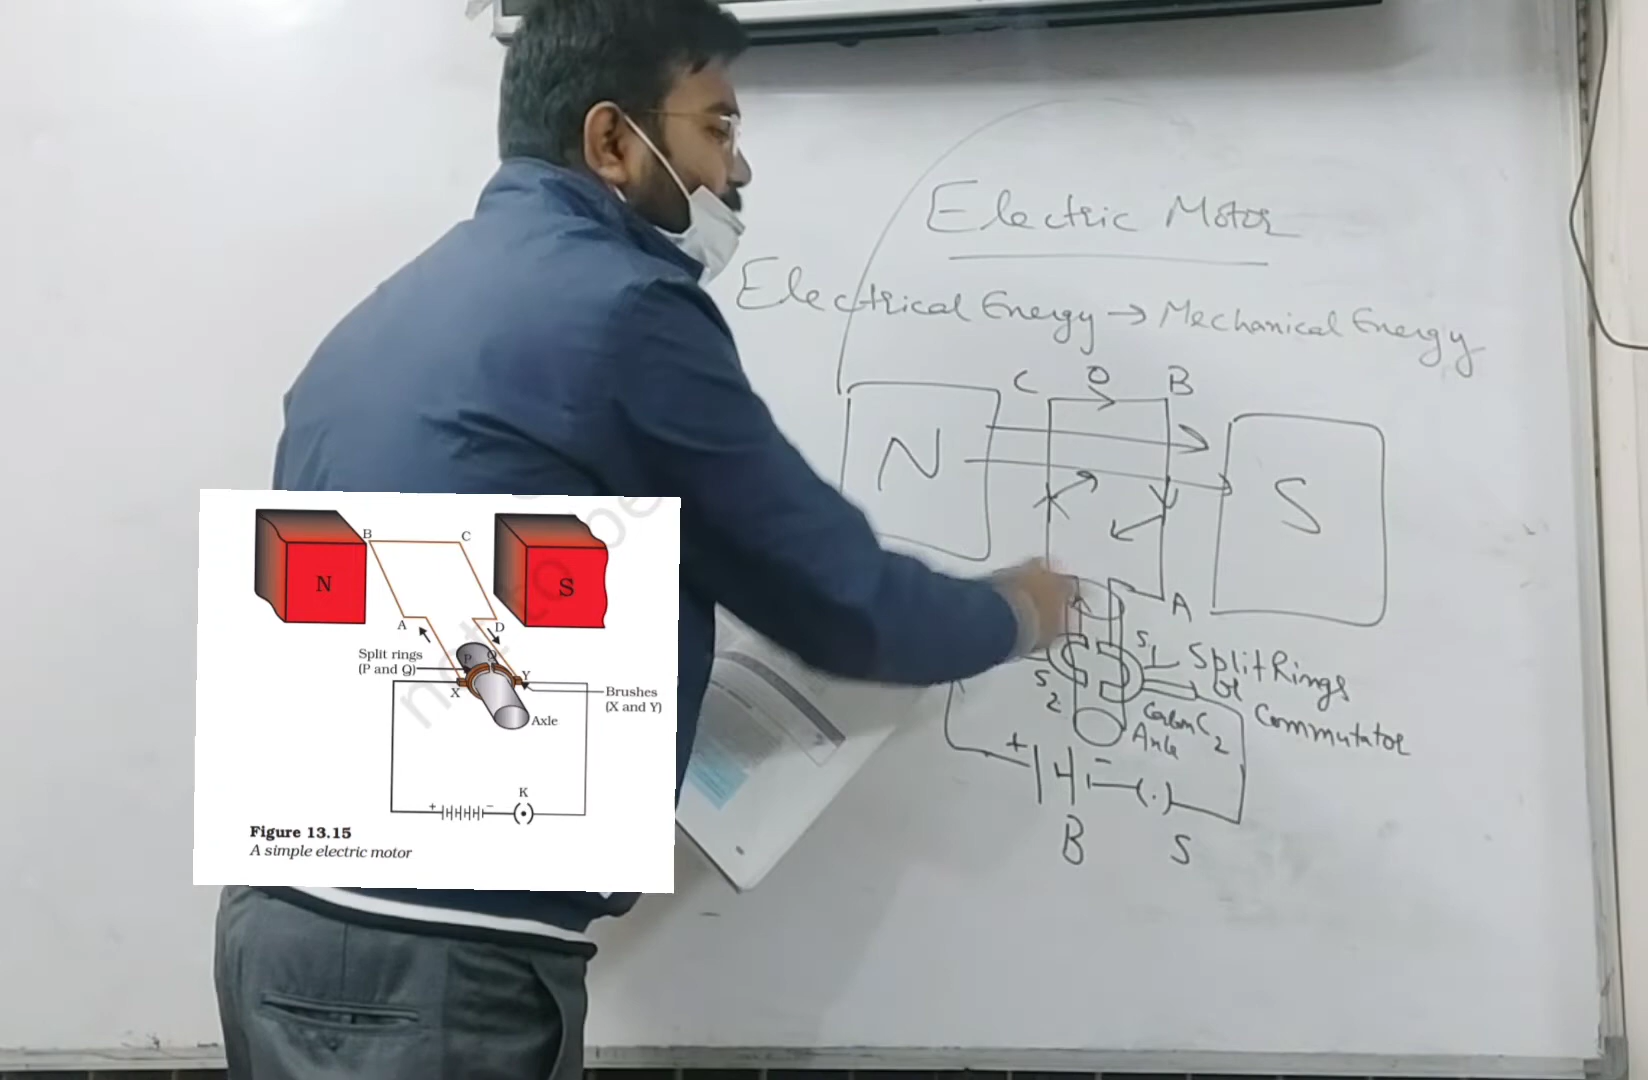 Electric Motor
Electrical Energy → Mechanical Energy
C O B
N
S
A
S1
Split Rings
or
Commutator
S2
Carbon C2
Axle
+ -
B S
B C
N
S
A D
Split rings
(P and Q)
P Q
X Y
Brushes
(X and Y)
Axle
K
+ -
Figure 13.15
A simple electric motor